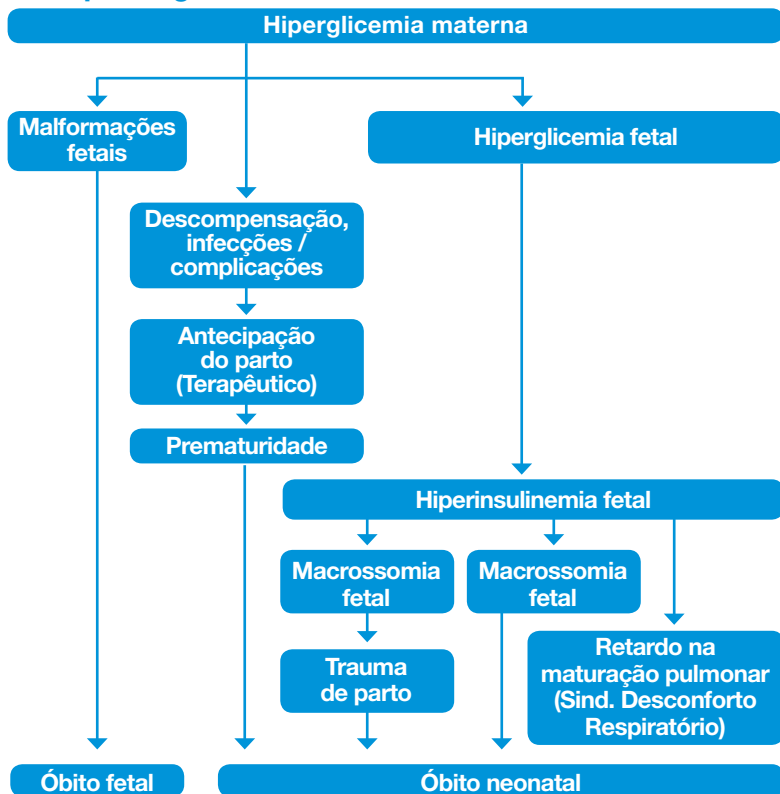 Hiperglicemia materna
Malformações
fetais
Hiperglicemia fetal
Descompensação,
infecções /
complicações
Antecipação
do parto
(Terapêutico)
Prematuridade
Hiperinsulinemia fetal
Macrossomia
fetal
Macrossomia
fetal
Trauma
de parto
Retardo na
maturação pulmonar
(Sind. Desconforto
Respiratório)
Óbito fetal
Óbito neonatal